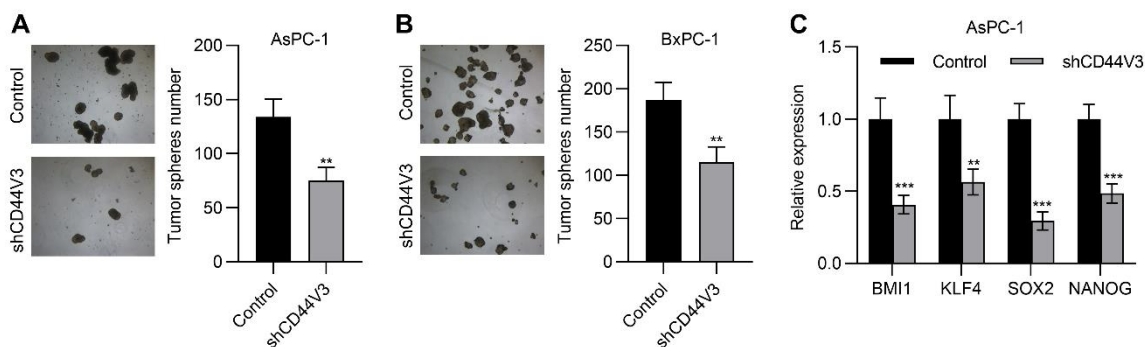 A
Control
shCD44V3
AsPC-1
Tumor spheres number
200
150
100
50
0
**
Control
shCD44V3
B
Control
shCD44V3
BxPC-1
Tumor spheres number
250
200
150
100
50
0
**
Control
shCD44V3
C
AsPC-1
Control
shCD44V3
Relative expression
1.5
1.0
0.5
0.0
***
**
***
***
BMI1
KLF4
SOX2
NANOG